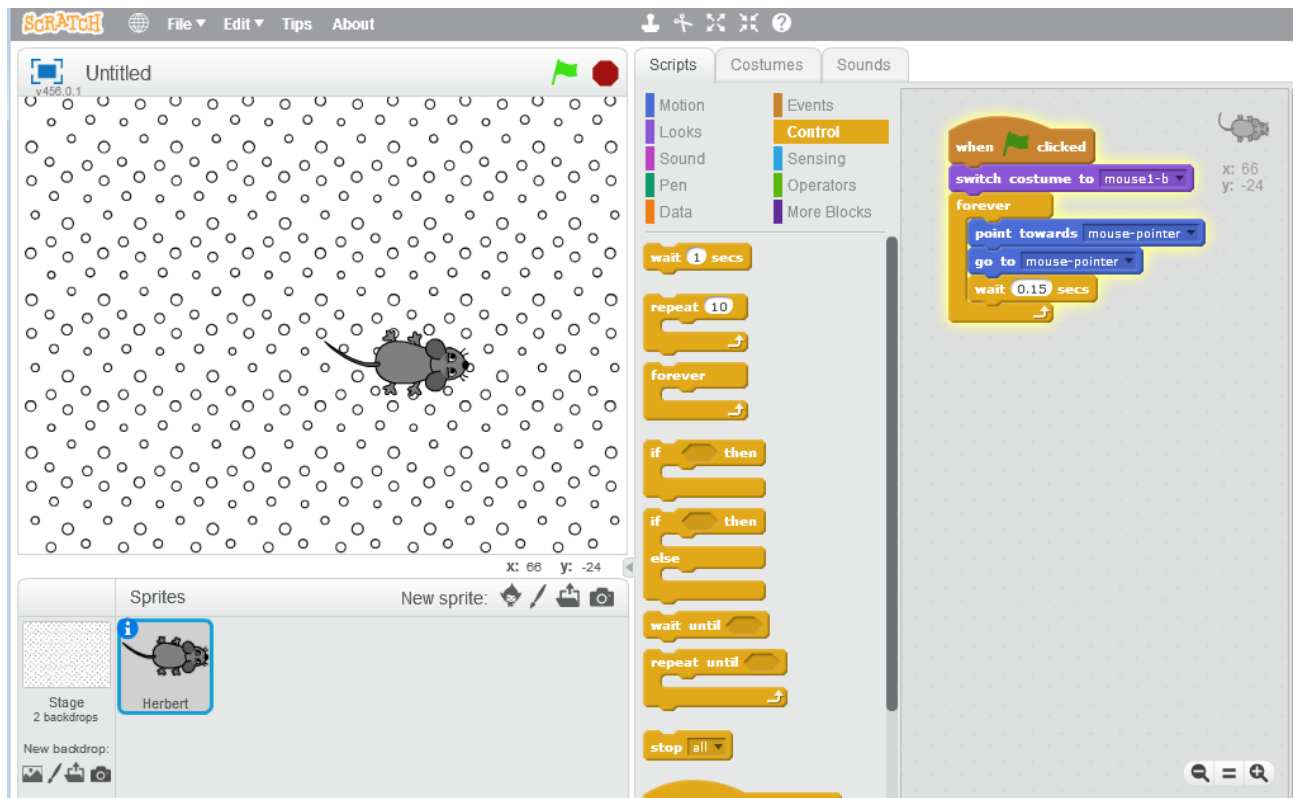 SCRATCH File Edit Tips About
Untitled
v456.0.1
x: 66 y: -24
Sprites New sprite:
Stage
2 backdrops
New backdrop:
Herbert
Scripts Costumes Sounds
Motion Events
Looks Control
Sound Sensing
Pen Operators
Data More Blocks
wait 1 secs
repeat 10
forever
if then
if then
else
wait until
repeat until
stop all
when clicked
switch costume to mouse1-b
forever
point towards mouse-pointer
go to mouse-pointer
wait 0.15 secs
x: 66
y: -24